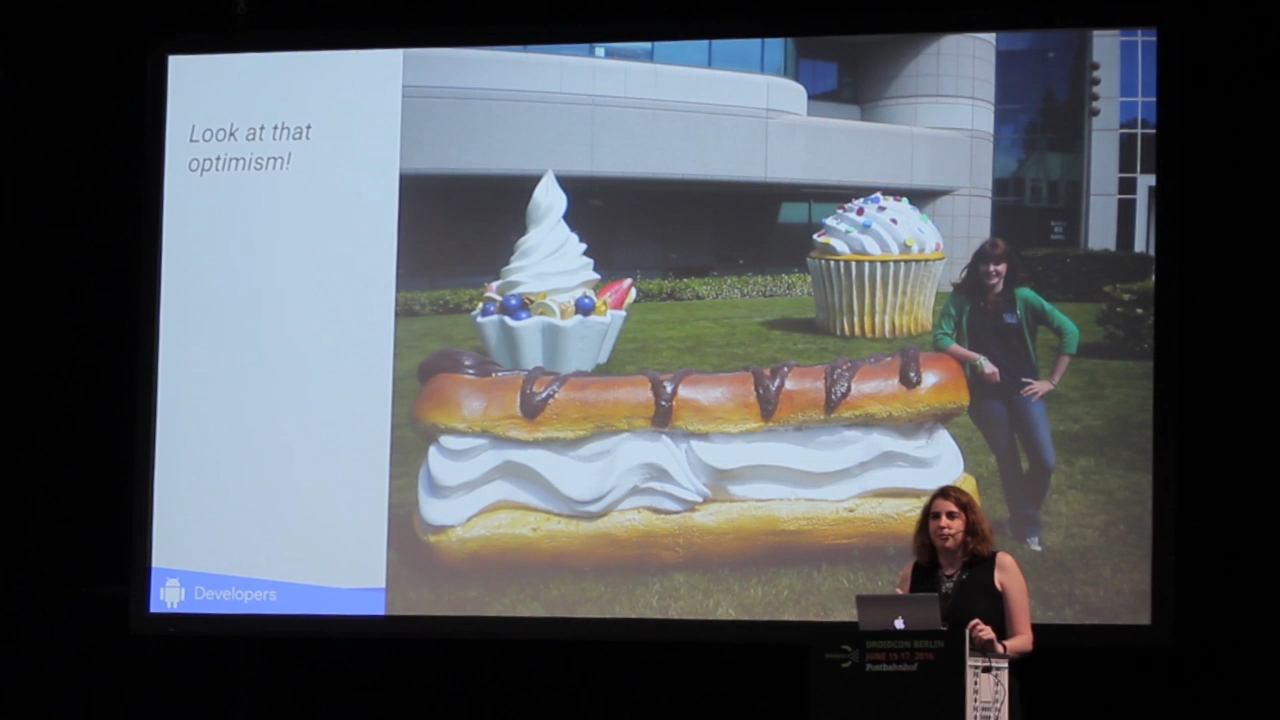 Look at that
optimism!
Developers
DROIDCON BERLIN
JUNE 15-17, 2016
Postbahnhof